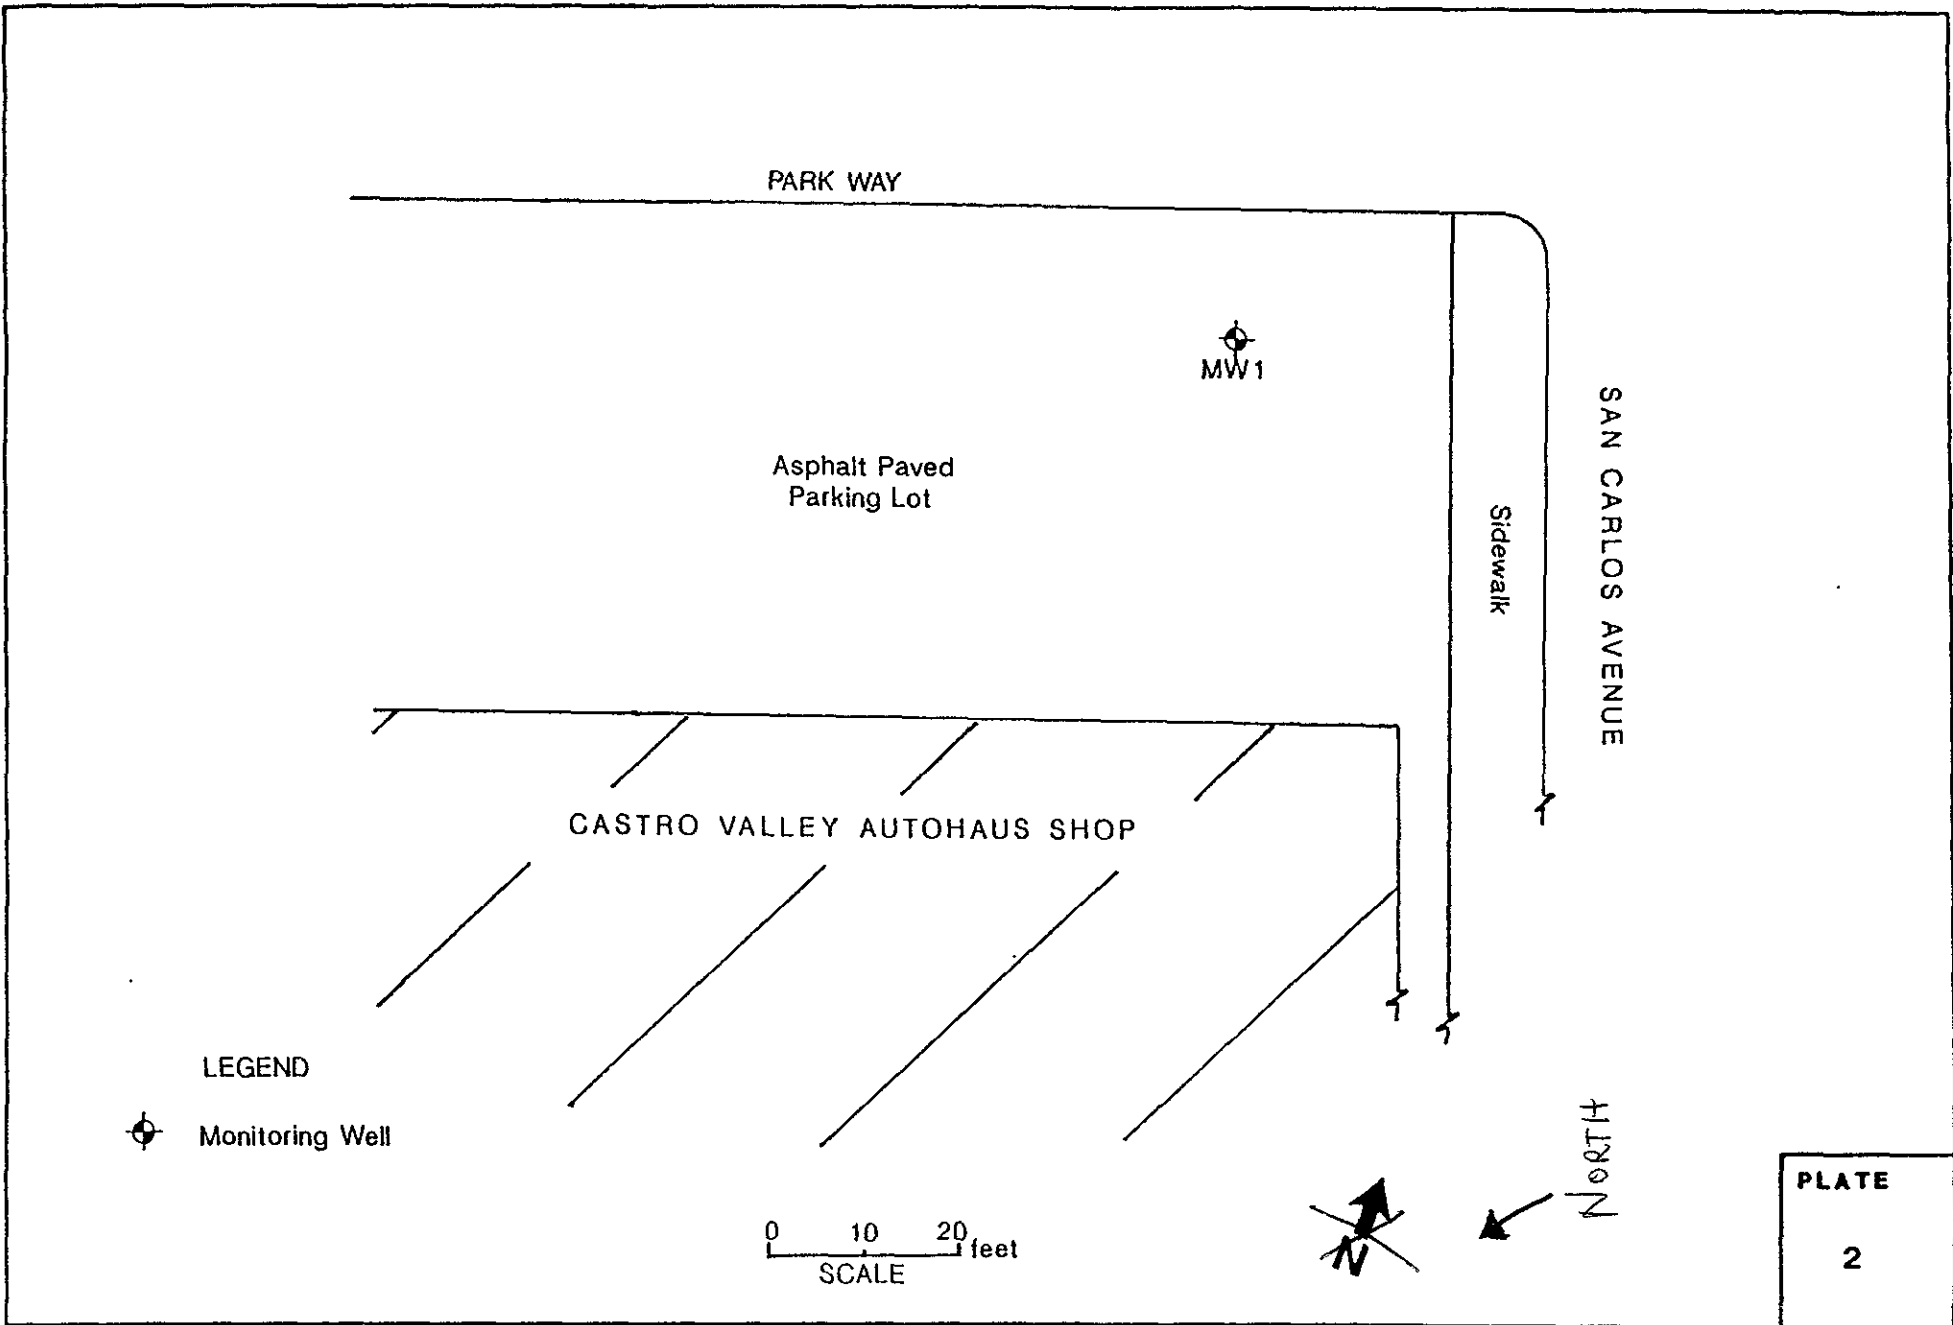 PARK WAY
MW1
Asphalt Paved
Parking Lot
Sidewalk
SAN CARLOS AVENUE
CASTRO VALLEY AUTOHAUS SHOP
LEGEND
Monitoring Well
0 10 20 feet
SCALE
N
NORTH
PLATE
2